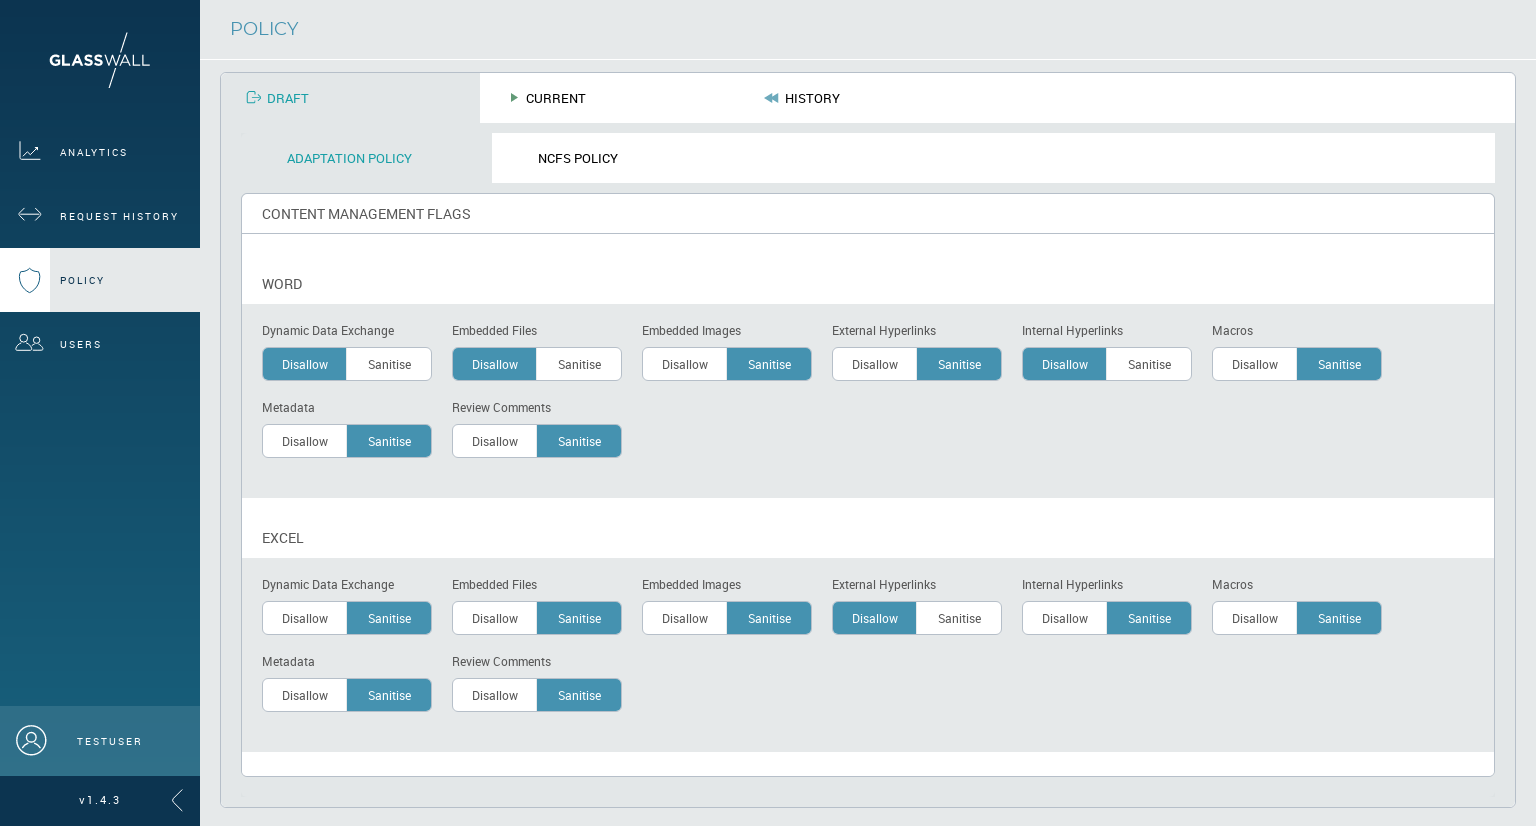 GLASSWALL
POLICY
ANALYTICS
REQUEST HISTORY
POLICY
USERS
TESTUSER
v1.4.3
DRAFT CURRENT HISTORY
ADAPTATION POLICY NCFS POLICY
CONTENT MANAGEMENT FLAGS
WORD
Dynamic Data Exchange Embedded Files Embedded Images External Hyperlinks Internal Hyperlinks Macros
Disallow Sanitise Disallow Sanitise Disallow Sanitise Disallow Sanitise Disallow Sanitise Disallow Sanitise
Metadata Review Comments
Disallow Sanitise Disallow Sanitise
EXCEL
Dynamic Data Exchange Embedded Files Embedded Images External Hyperlinks Internal Hyperlinks Macros
Disallow Sanitise Disallow Sanitise Disallow Sanitise Disallow Sanitise Disallow Sanitise Disallow Sanitise
Metadata Review Comments
Disallow Sanitise Disallow Sanitise